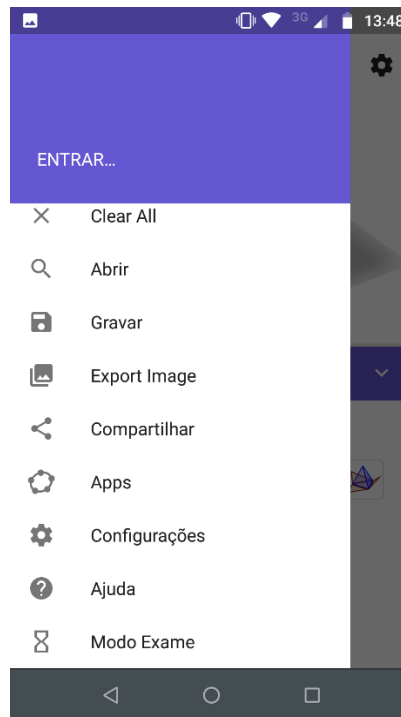 3G 13:48
ENTRAR...
Clear All
Abrir
Gravar
Export Image
Compartilhar
Apps
Configurações
Ajuda
Modo Exame